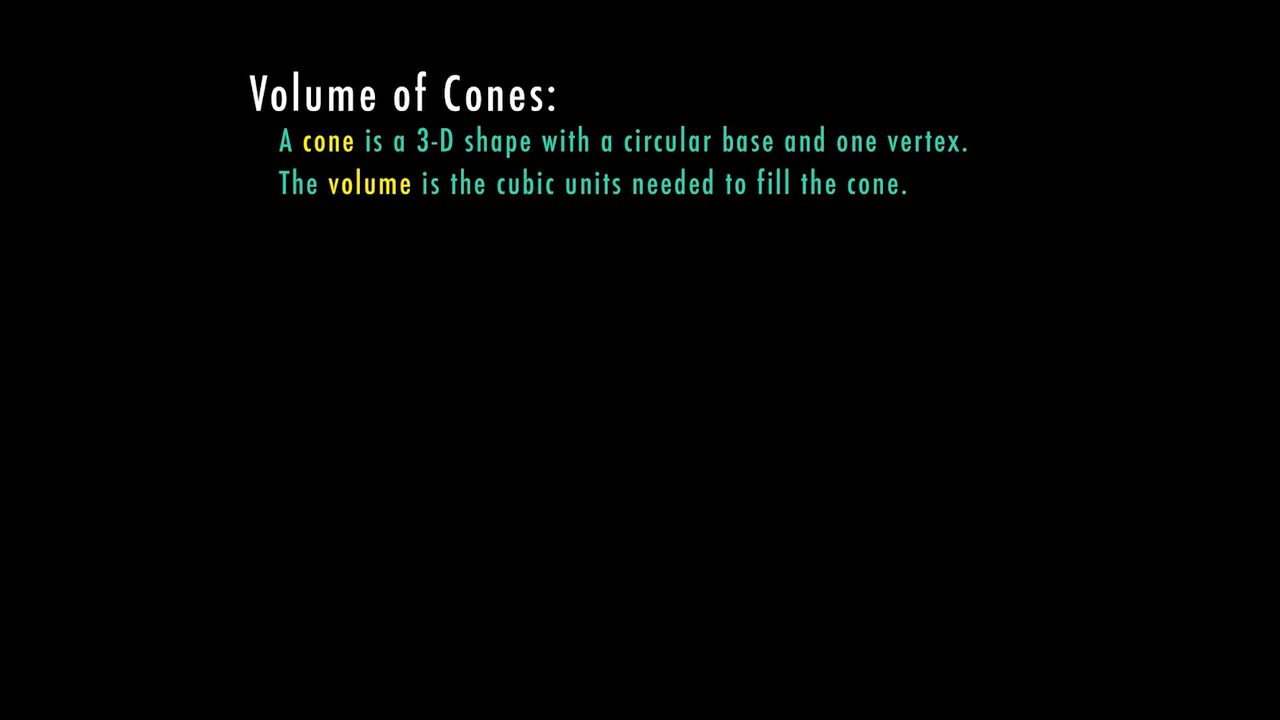 Volume of Cones:
A cone is a 3-D shape with a circular base and one vertex.
The volume is the cubic units needed to fill the cone.